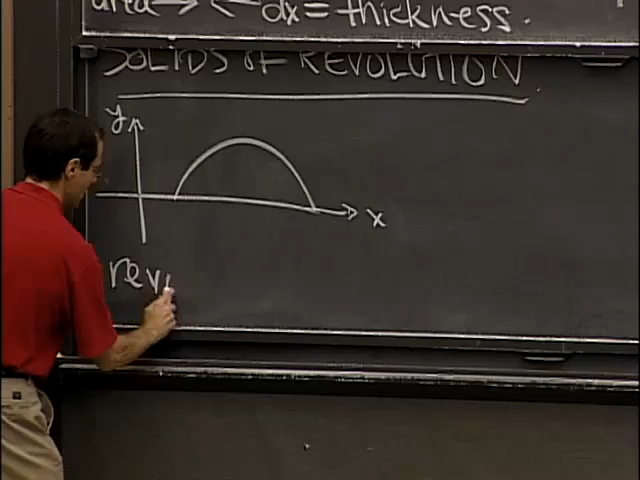 area → ← dx = thickness.
SOLIDS OF REVOLUTION
y
x
rev